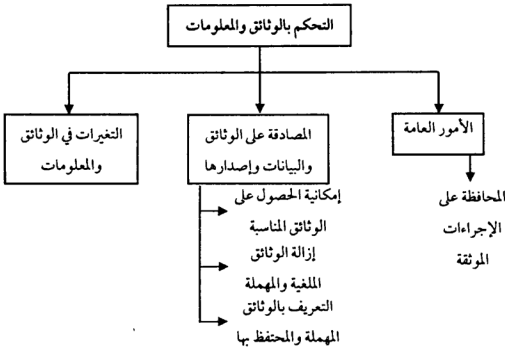 التحكم بالوثائق والمعلومات
الأمور العامة
المحافظة على
الإجراءات
الموثقة
المصادقة على الوثائق
والبيانات وإصدارها
إمكانية الحصول على
الوثائق المناسبة
إزالة الوثائق
الملغية والمهملة
التعريف بالوثائق
المهملة والمحتفظ بها
التغيرات في الوثائق
والمعلومات